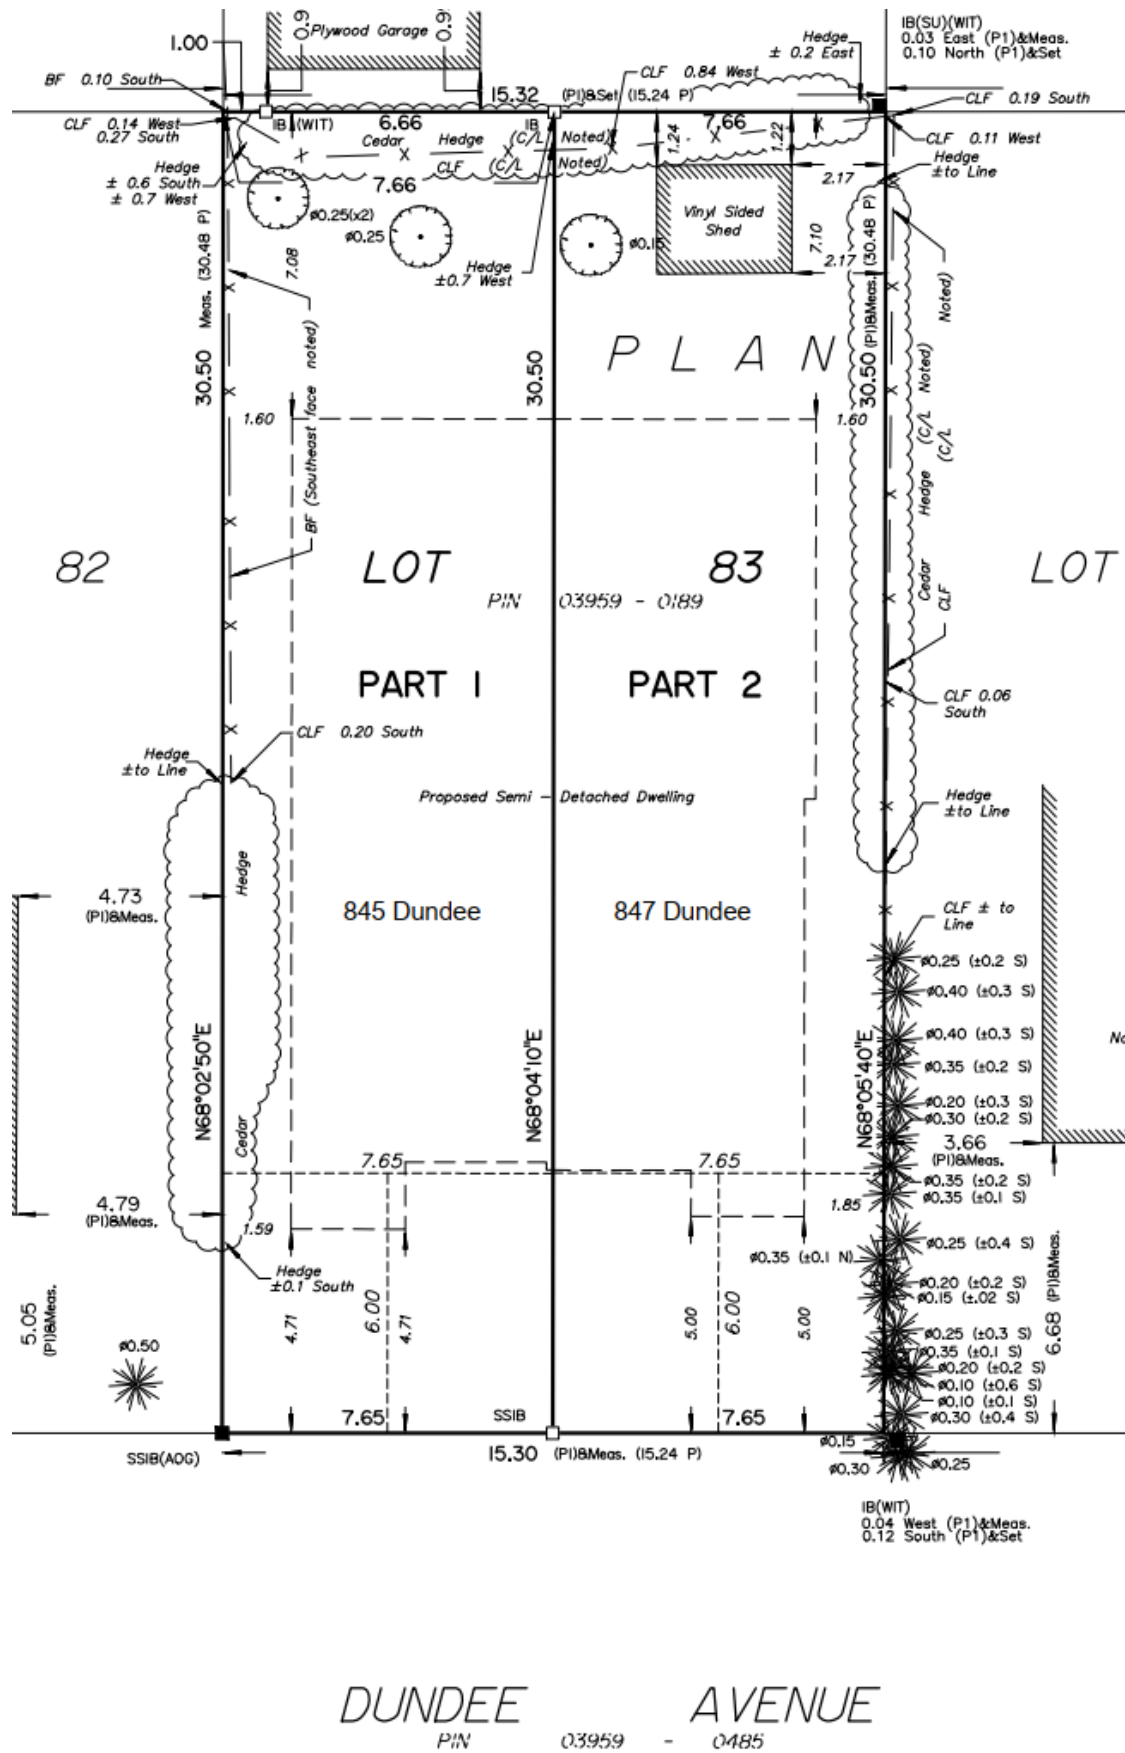 IB(SU)(WIT)
0.03 East (P1)&Meas.
0.10 North (P1)&Set
Plywood Garage
0.9
0.9
Hedge
± 0.2 East
1.00
BF 0.10 South
CLF 0.84 West
15.32 (P1)&Set (15.24 P)
CLF 0.19 South
CLF 0.14 West
0.27 South
IB (WIT)
6.66
IB
7.66
CLF 0.11 West
Cedar Hedge (C/L Noted)
CLF (C/L Noted)
1.24
1.22
Hedge
± 0.6 South
± 0.7 West
7.66
Hedge
±to Line
2.17
Ø0.25(x2)
Ø0.25
Ø0.15
Vinyl Sided
Shed
7.10
2.17
7.08
Hedge
±0.7 West
30.50 Meas. (30.48 P)
30.50
30.50 (P1)&Meas. (30.48 P)
PLAN
BF (Southeast face noted)
Cedar Hedge (C/L Noted)
CLF (C/L Noted)
1.60
1.60
82
LOT
83
LOT
PIN 03959 - 0189
PART 1
PART 2
CLF 0.06
South
CLF 0.20 South
Hedge
±to Line
Proposed Semi - Detached Dwelling
Hedge
±to Line
Cedar Hedge
4.73
(P1)&Meas.
845 Dundee
847 Dundee
CLF ± to
Line
Ø0.25 (±0.2 S)
Ø0.40 (±0.3 S)
Ø0.40 (±0.3 S)
Ø0.35 (±0.2 S)
N68°02'50"E
N68°04'10"E
N68°05'40"E
Ø0.20 (±0.3 S)
Ø0.30 (±0.2 S)
3.66
(P1)&Meas.
7.65
7.65
Ø0.35 (±0.2 S)
Ø0.35 (±0.1 S)
4.79
(P1)&Meas.
1.59
1.85
Ø0.25 (±0.4 S)
Ø0.35 (±0.1 N)
Hedge
±0.1 South
Ø0.20 (±0.2 S)
Ø0.15 (±.02 S)
5.05
(P1)&Meas.
4.71
6.00
4.71
5.00
6.00
5.00
6.68 (P1)&Meas.
Ø0.25 (±0.3 S)
Ø0.35 (±0.1 S)
Ø0.50
Ø0.20 (±0.2 S)
Ø0.10 (±0.6 S)
Ø0.10 (±0.1 S)
Ø0.30 (±0.4 S)
7.65
SSIB
7.65
SSIB(AOG)
15.30 (P1)&Meas. (15.24 P)
Ø0.15
Ø0.30
Ø0.25
IB(WIT)
0.04 West (P1)&Meas.
0.12 South (P1)&Set
DUNDEE AVENUE
PIN 03959 - 0485